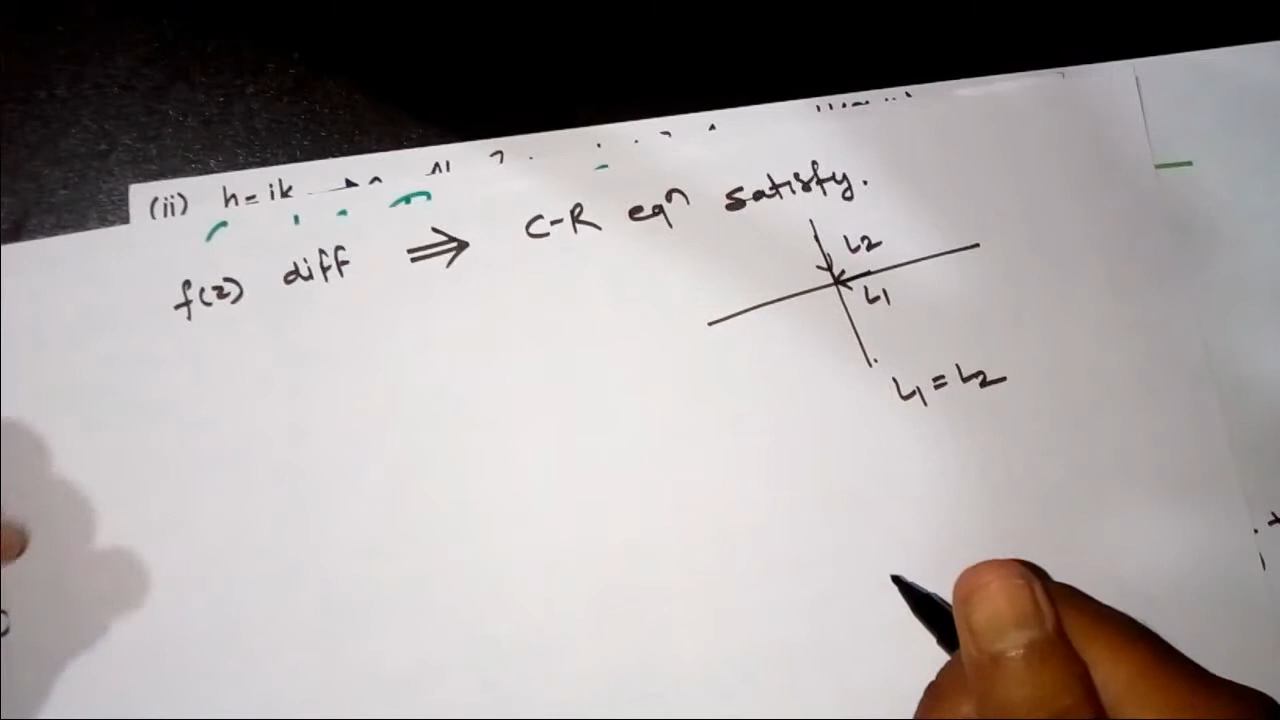 (ii) h=ik
f(z) diff ⇒ C-R eqⁿ satisfy.
L2
L1
L1 = L2